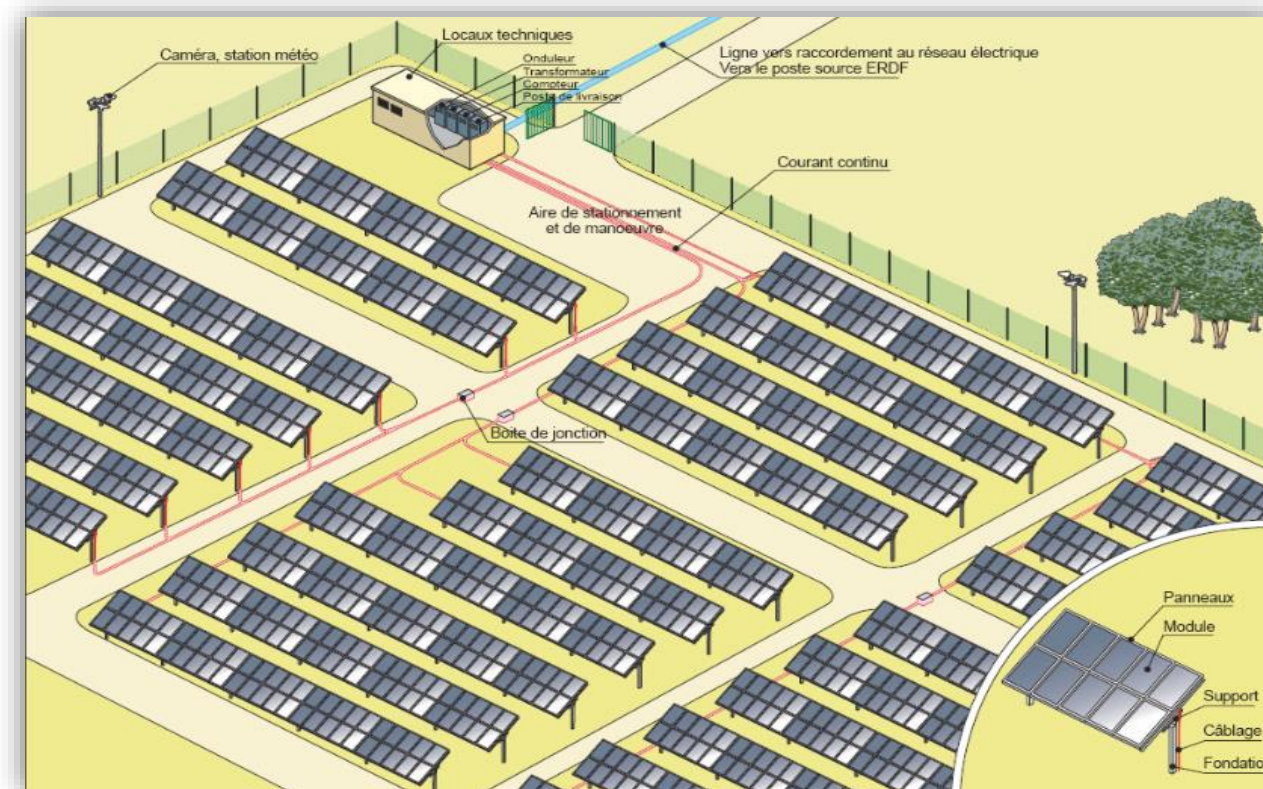 Caméra, station météo
Locaux techniques
Onduleur
Transformateur
Compteur
Poste de livraison
Ligne vers raccordement au réseau électrique
Vers le poste source ERDF
Courant continu
Aire de stationnement
et de manoeuvre
Boite de jonction
Panneaux
Module
Support
Câblage
Fondatio